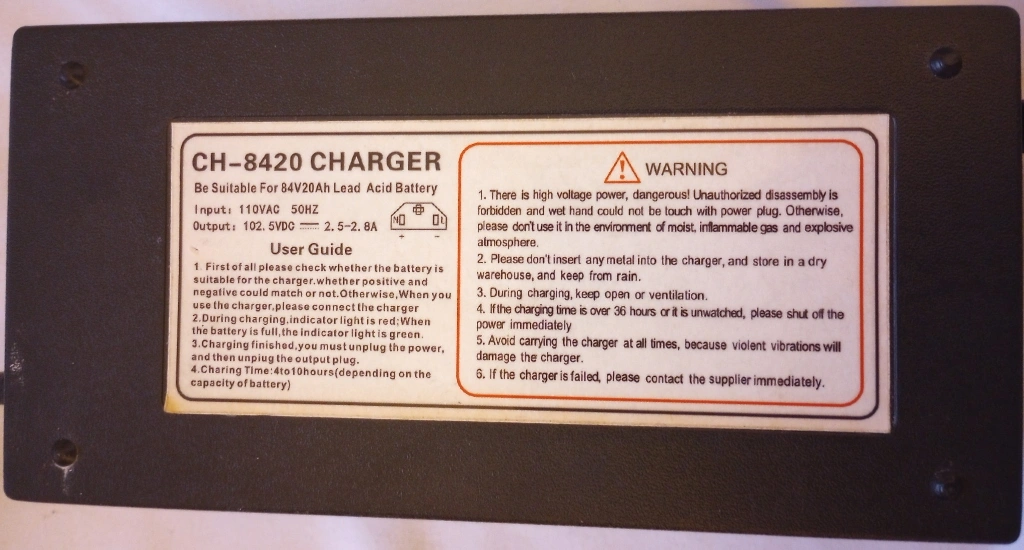 CH-8420 CHARGER
Be Suitable For 84V20Ah Lead Acid Battery
Input: 110VAC 50HZ
Output: 102.5VDC ⎓ 2.5-2.8A
N L
+ -
User Guide
1. First of all please check whether the battery is
suitable for the charger.whether positive and
negative could match or not.Otherwise,When you
use the charger,please connect the charger
2.During charging,indicator light is red;When
the battery is full,the indicator light is green.
3.Charging finished,you must unplug the power,
and then unplug the output plug.
4.Charing Time:4to10hours(depending on the
capacity of battery)
WARNING
1. There is high voltage power, dangerous! Unauthorized disassembly is
forbidden and wet hand could not be touch with power plug. Otherwise,
please don't use it in the environment of moist, inflammable gas and explosive
atmosphere.
2. Please don't insert any metal into the charger, and store in a dry
warehouse, and keep from rain.
3. During charging, keep open or ventilation.
4. If the charging time is over 36 hours or it is unwatched, please shut off the
power immediately
5. Avoid carrying the charger at all times, because violent vibrations will
damage the charger.
6. If the charger is failed, please contact the supplier immediately.